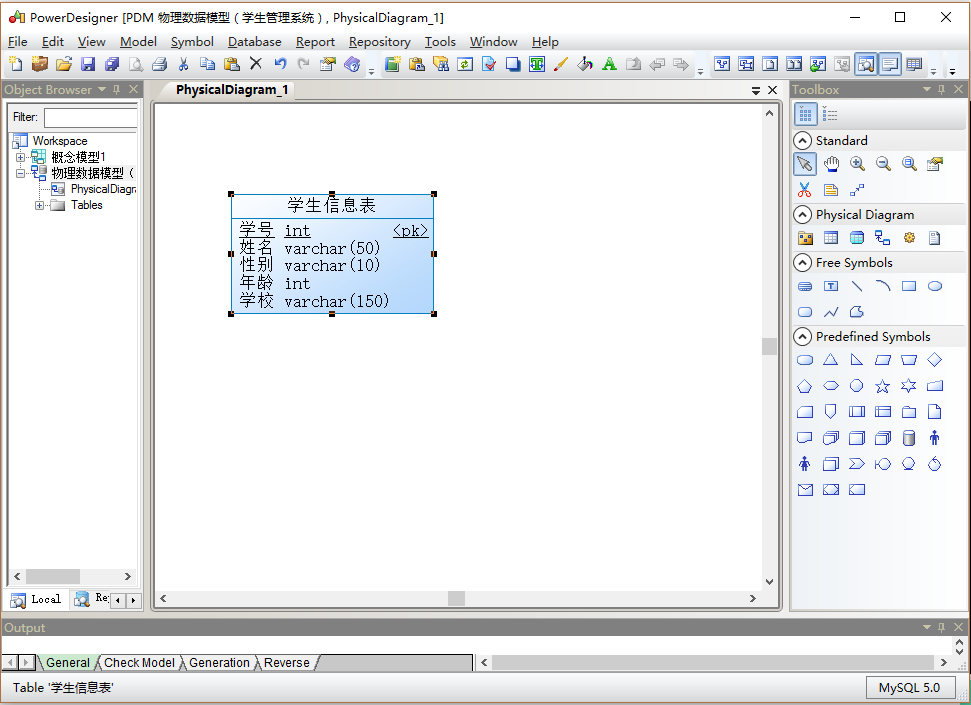 PowerDesigner [PDM 物理数据模型（学生管理系统）, PhysicalDiagram_1]
File Edit View Model Symbol Database Report Repository Tools Window Help
Object Browser
PhysicalDiagram_1
Toolbox
Filter:
Workspace
概念模型1
物理数据模型（
PhysicalDiagra
Tables
Local
Re
学生信息表
学号 int <pk>
姓名 varchar(50)
性别 varchar(10)
年龄 int
学校 varchar(150)
Standard
Physical Diagram
Free Symbols
Predefined Symbols
Output
General Check Model Generation Reverse
Table '学生信息表'
MySQL 5.0